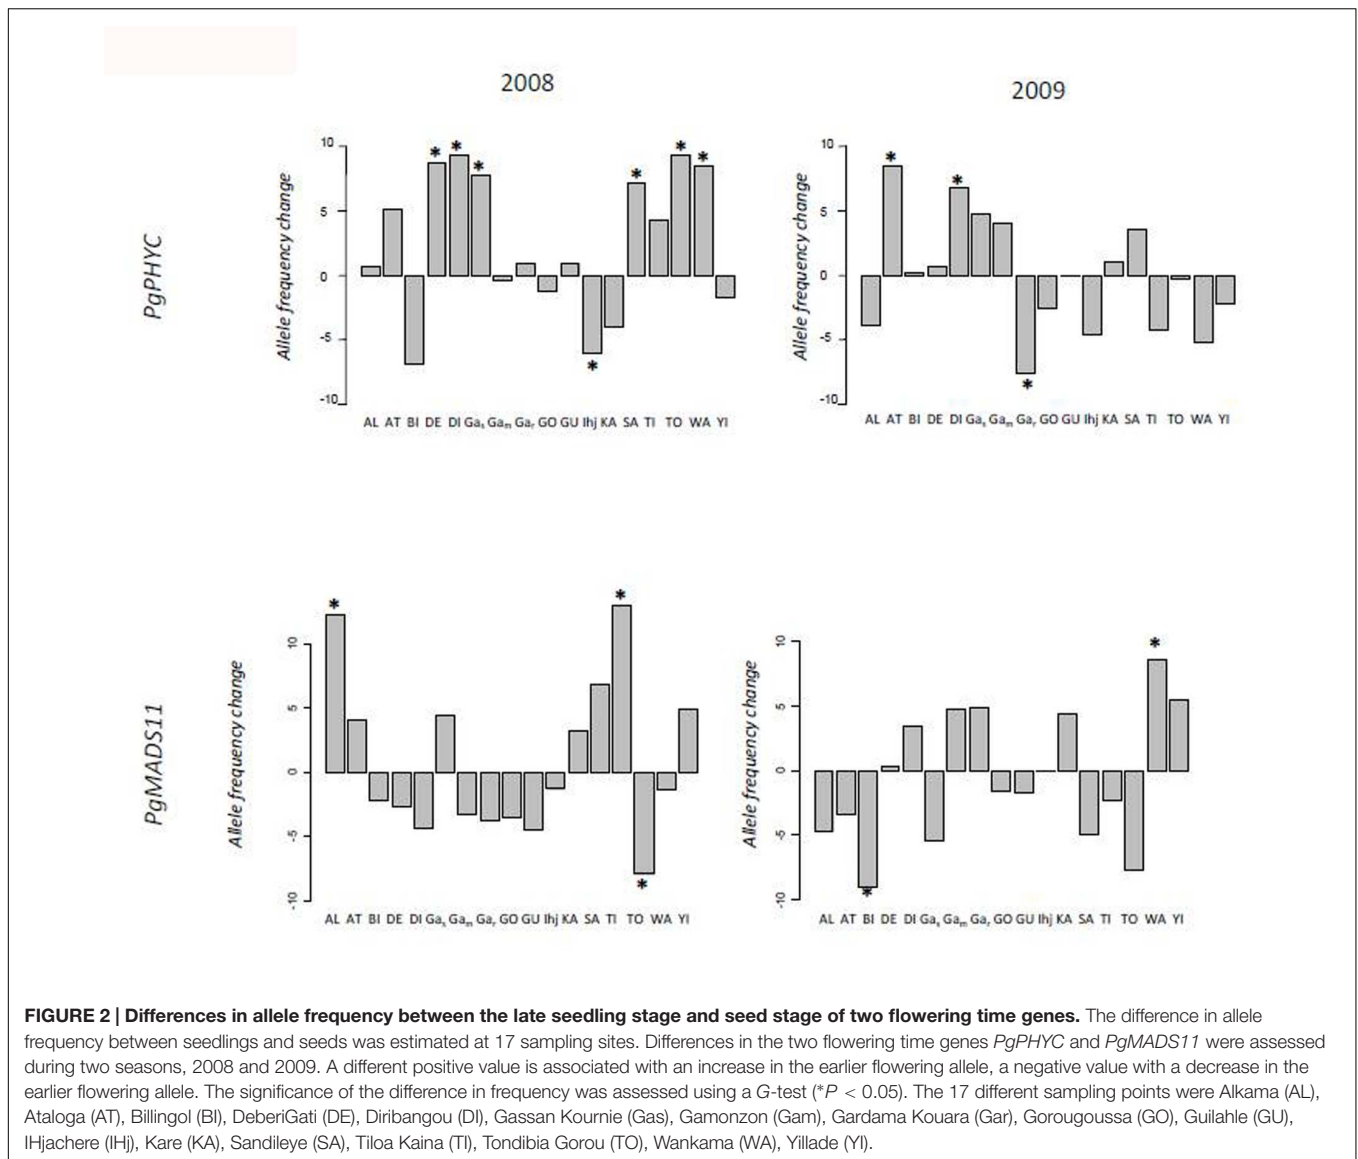 2008
2009
PgPHYC
Allele frequency change
10
5
0
-5
-10
AL AT BI DE DI Gas Gam Gar GO GU Ihj KA SA TI TO WA YI
Allele frequency change
10
5
0
-5
-10
AL AT BI DE DI Gas Gam Gar GO GU Ihj KA SA TI TO WA YI
PgMADS11
Allele frequency change
10
5
0
-5
-10
AL AT BI DE DI Gas Gam Gar GO GU Ihj KA SA TI TO WA YI
Allele frequency change
10
5
0
-5
-10
AL AT BI DE DI Gas Gam Gar GO GU Ihj KA SA TI TO WA YI
FIGURE 2 | Differences in allele frequency between the late seedling stage and seed stage of two flowering time genes. The difference in allele
frequency between seedlings and seeds was estimated at 17 sampling sites. Differences in the two flowering time genes PgPHYC and PgMADS11 were assessed
during two seasons, 2008 and 2009. A different positive value is associated with an increase in the earlier flowering allele, a negative value with a decrease in the
earlier flowering allele. The significance of the difference in frequency was assessed using a G-test (*P < 0.05). The 17 different sampling points were Alkama (AL),
Ataloga (AT), Billingol (BI), DeberiGati (DE), Diribangou (DI), Gassan Kournie (Gas), Gamonzon (Gam), Gardama Kouara (Gar), Gorougoussa (GO), Guilahle (GU),
IHjachere (IHj), Kare (KA), Sandileye (SA), Tiloa Kaina (TI), Tondibia Gorou (TO), Wankama (WA), Yillade (YI).